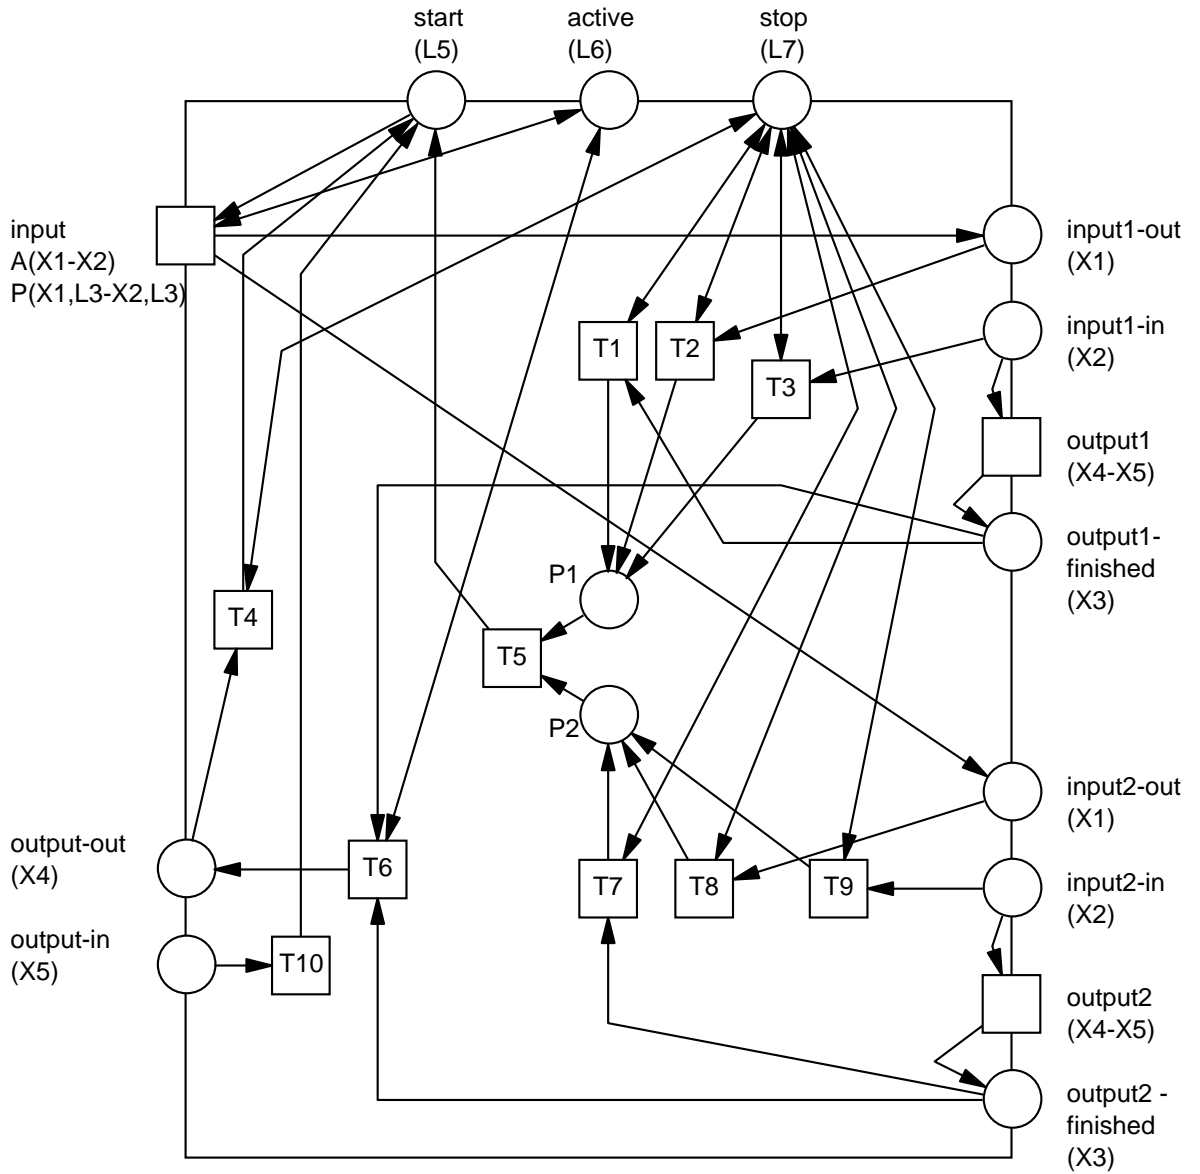 start
(L5)
active
(L6)
stop
(L7)
input
A(X1-X2)
P(X1,L3-X2,L3)
input1-out
(X1)
input1-in
(X2)
T1
T2
T3
output1
(X4-X5)
output1-
finished
(X3)
P1
T4
T5
P2
input2-out
(X1)
output-out
(X4)
T6
T7
T8
T9
input2-in
(X2)
output-in
(X5)
T10
output2
(X4-X5)
output2 -
finished
(X3)